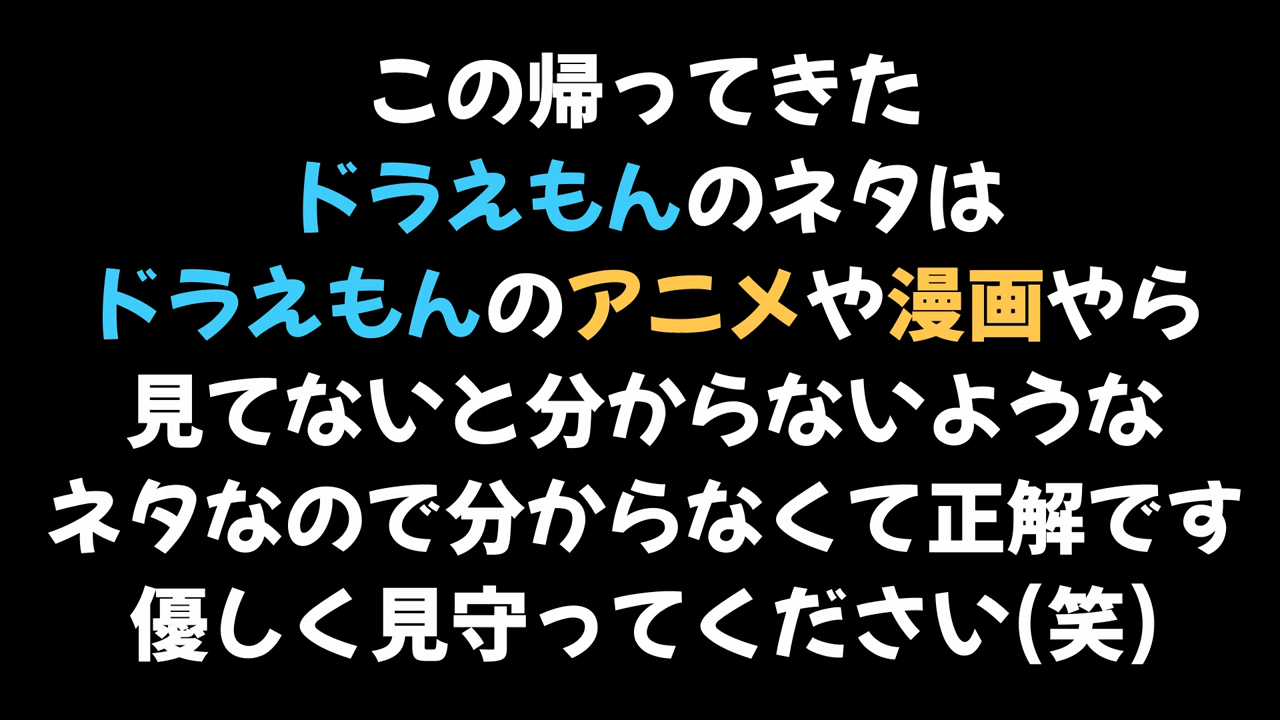 この帰ってきた
ドラえもんのネタは
ドラえもんのアニメや漫画やら
見てないと分からないような
ネタなので分からなくて正解です
優しく見守ってください(笑)